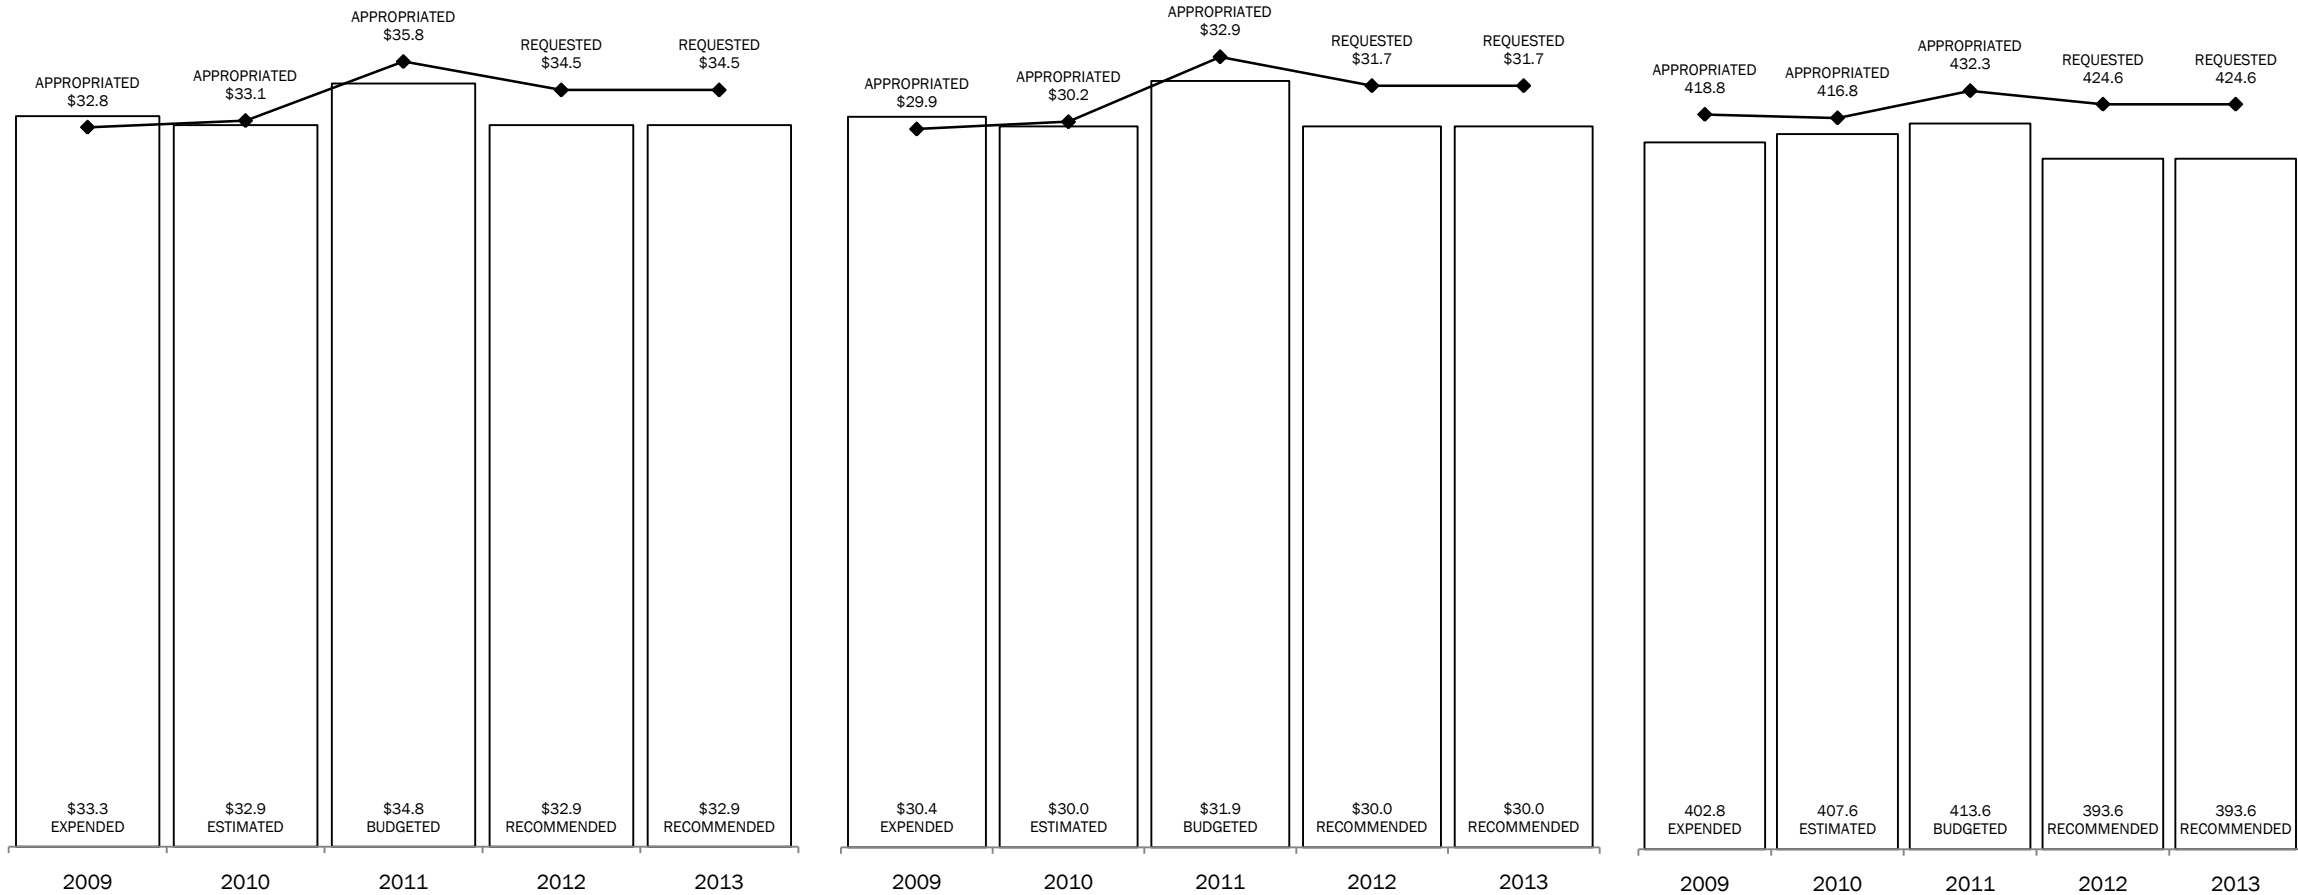 APPROPRIATED
$32.8
APPROPRIATED
$33.1
APPROPRIATED
$35.8
REQUESTED
$34.5
REQUESTED
$34.5
$33.3
EXPENDED
$32.9
ESTIMATED
$34.8
BUDGETED
$32.9
RECOMMENDED
$32.9
RECOMMENDED
2009
2010
2011
2012
2013
APPROPRIATED
$29.9
APPROPRIATED
$30.2
APPROPRIATED
$32.9
REQUESTED
$31.7
REQUESTED
$31.7
$30.4
EXPENDED
$30.0
ESTIMATED
$31.9
BUDGETED
$30.0
RECOMMENDED
$30.0
RECOMMENDED
2009
2010
2011
2012
2013
APPROPRIATED
418.8
APPROPRIATED
416.8
APPROPRIATED
432.3
REQUESTED
424.6
REQUESTED
424.6
402.8
EXPENDED
407.6
ESTIMATED
413.6
BUDGETED
393.6
RECOMMENDED
393.6
RECOMMENDED
2009
2010
2011
2012
2013